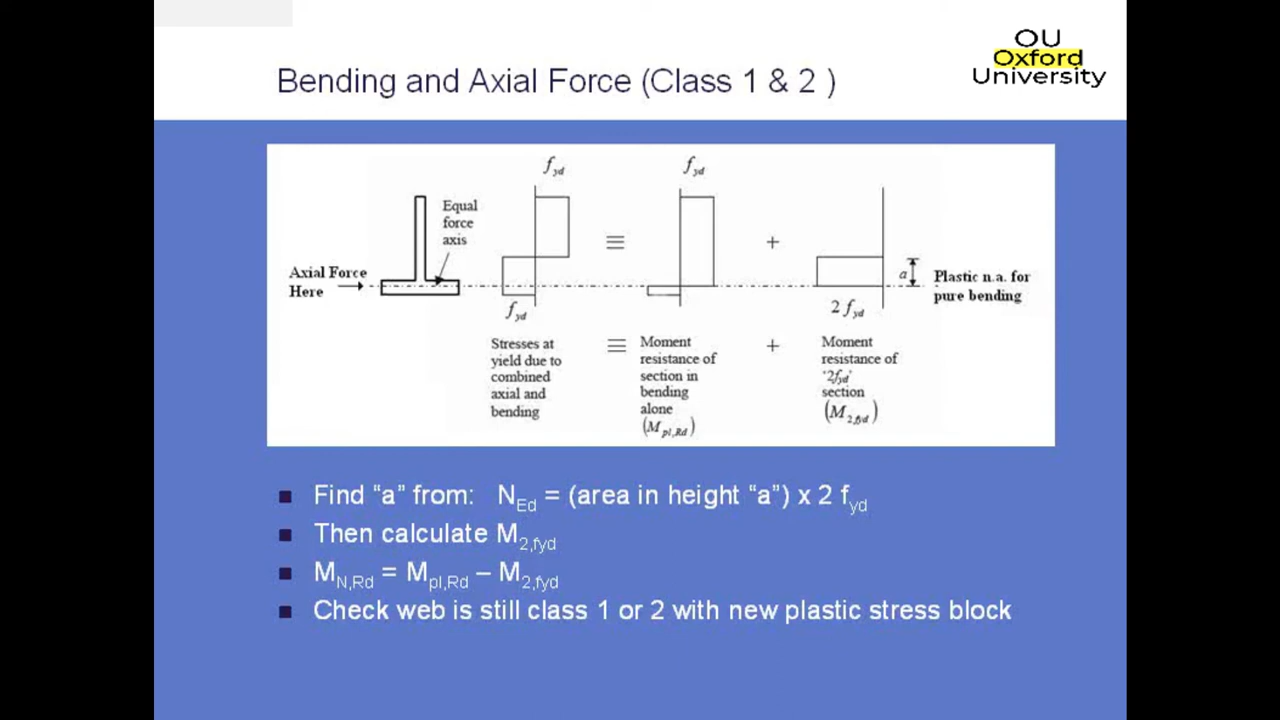 OU
Oxford
University
Bending and Axial Force (Class 1 & 2 )
f_yd
f_yd
Equal
force
axis
≡
+
Axial Force
Here
a
Plastic n.a. for
pure bending
f_yd
2 f_yd
Stresses at
yield due to
combined
axial and
bending
≡
Moment
resistance of
section in
bending
alone
(M_pl,Rd)
+
Moment
resistance of
'2f_yd'
section
(M_2,fyd)
■ Find “a” from: N_Ed = (area in height “a”) x 2 f_yd
■ Then calculate M_2,fyd
■ M_N,Rd = M_pl,Rd – M_2,fyd
■ Check web is still class 1 or 2 with new plastic stress block